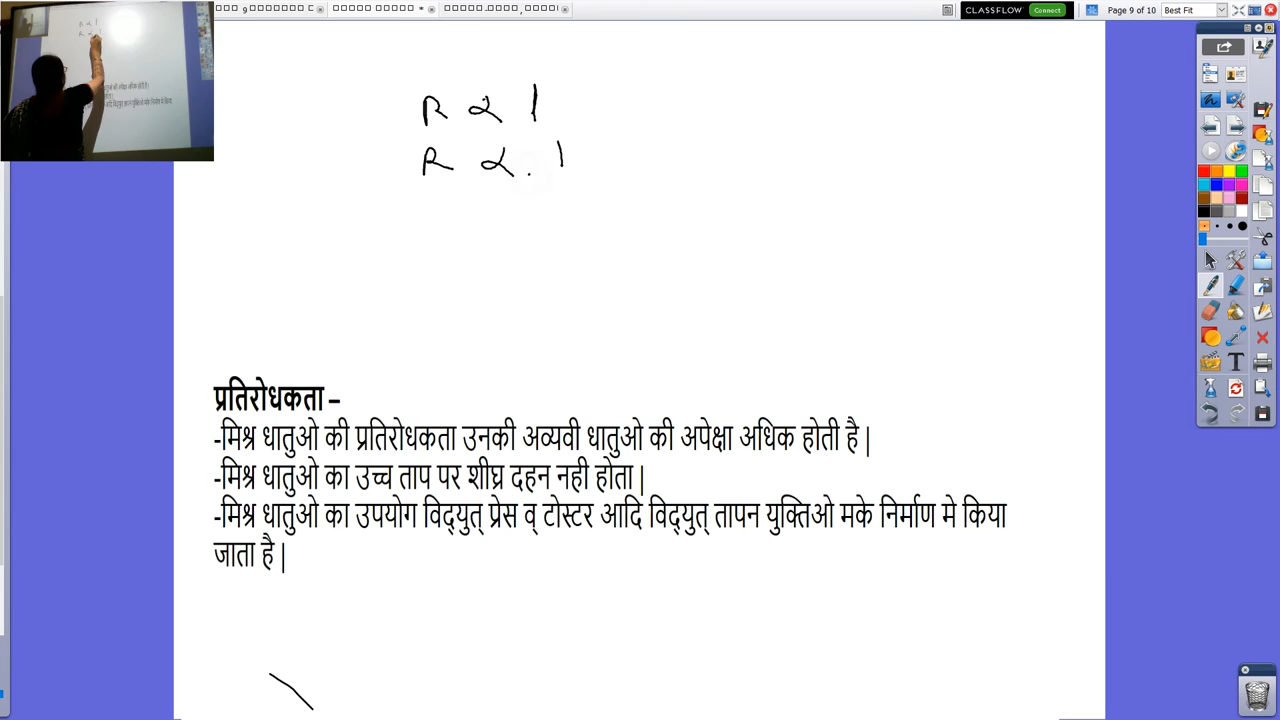 CLASSFLOW Connect Page 9 of 10 Best Fit
R α l
R α . 1
प्रतिरोधकता –
-मिश्र धातुओ की प्रतिरोधकता उनकी अव्यवी धातुओ की अपेक्षा अधिक होती है |
-मिश्र धातुओ का उच्च ताप पर शीघ्र दहन नही होता |
-मिश्र धातुओ का उपयोग विद्युत् प्रेस व् टोस्टर आदि विद्युत् तापन युक्तिओ मके निर्माण मे किया
जाता है |